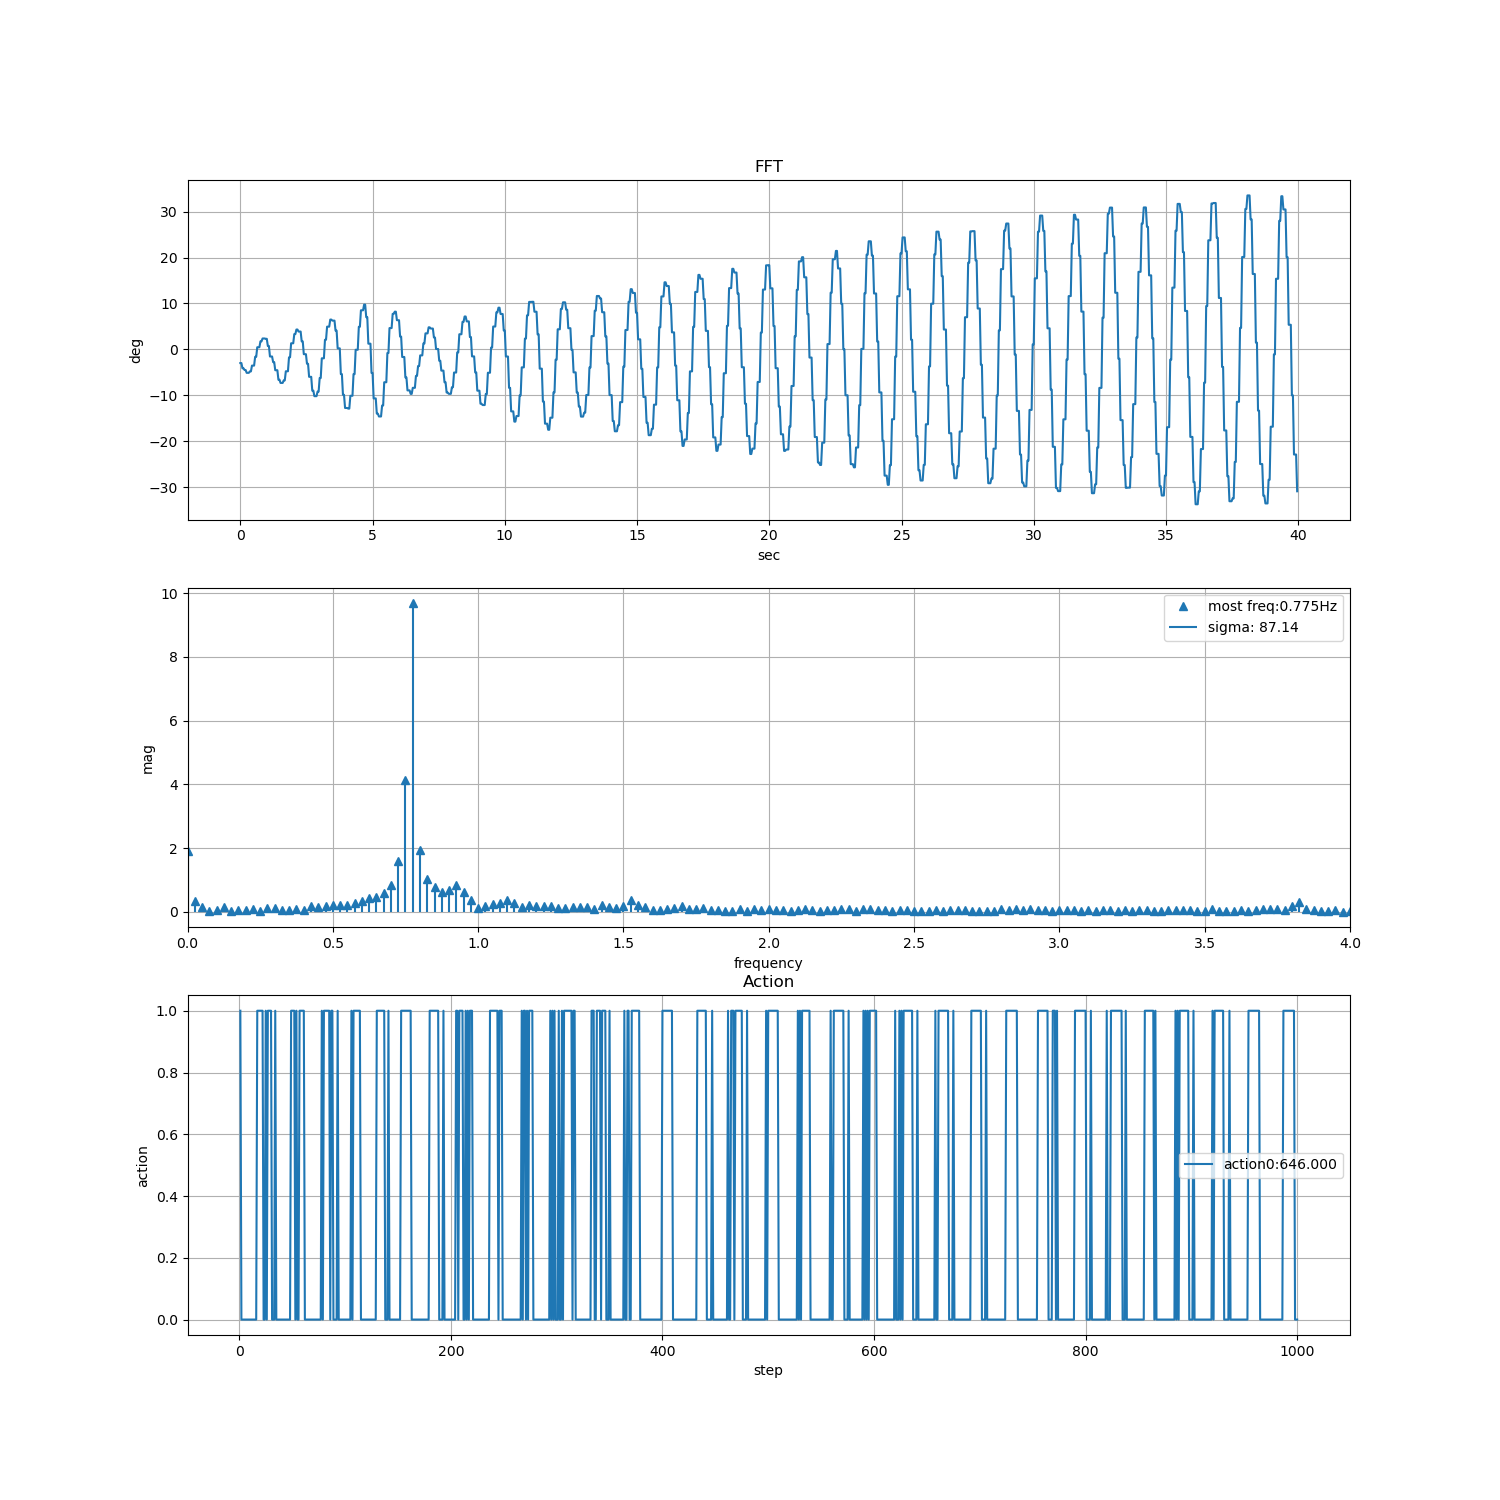 FFT
30
20
10
0
−10
−20
−30
deg
0 5 10 15 20 25 30 35 40
sec
10
8
6
4
2
0
mag
most freq:0.775Hz
sigma: 87.14
0.0 0.5 1.0 1.5 2.0 2.5 3.0 3.5 4.0
frequency
Action
1.0
0.8
0.6
0.4
0.2
0.0
action
action0:646.000
0 200 400 600 800 1000
step